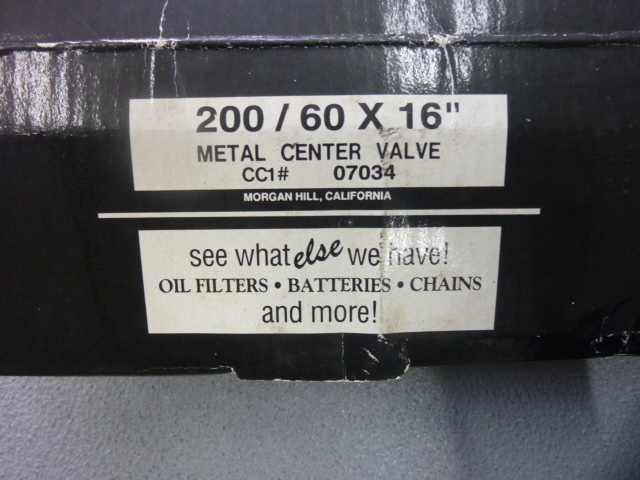 200 / 60 X 16"
METAL CENTER VALVE
CC1# 07034
MORGAN HILL, CALIFORNIA
see what else we have!
OIL FILTERS • BATTERIES • CHAINS
and more!